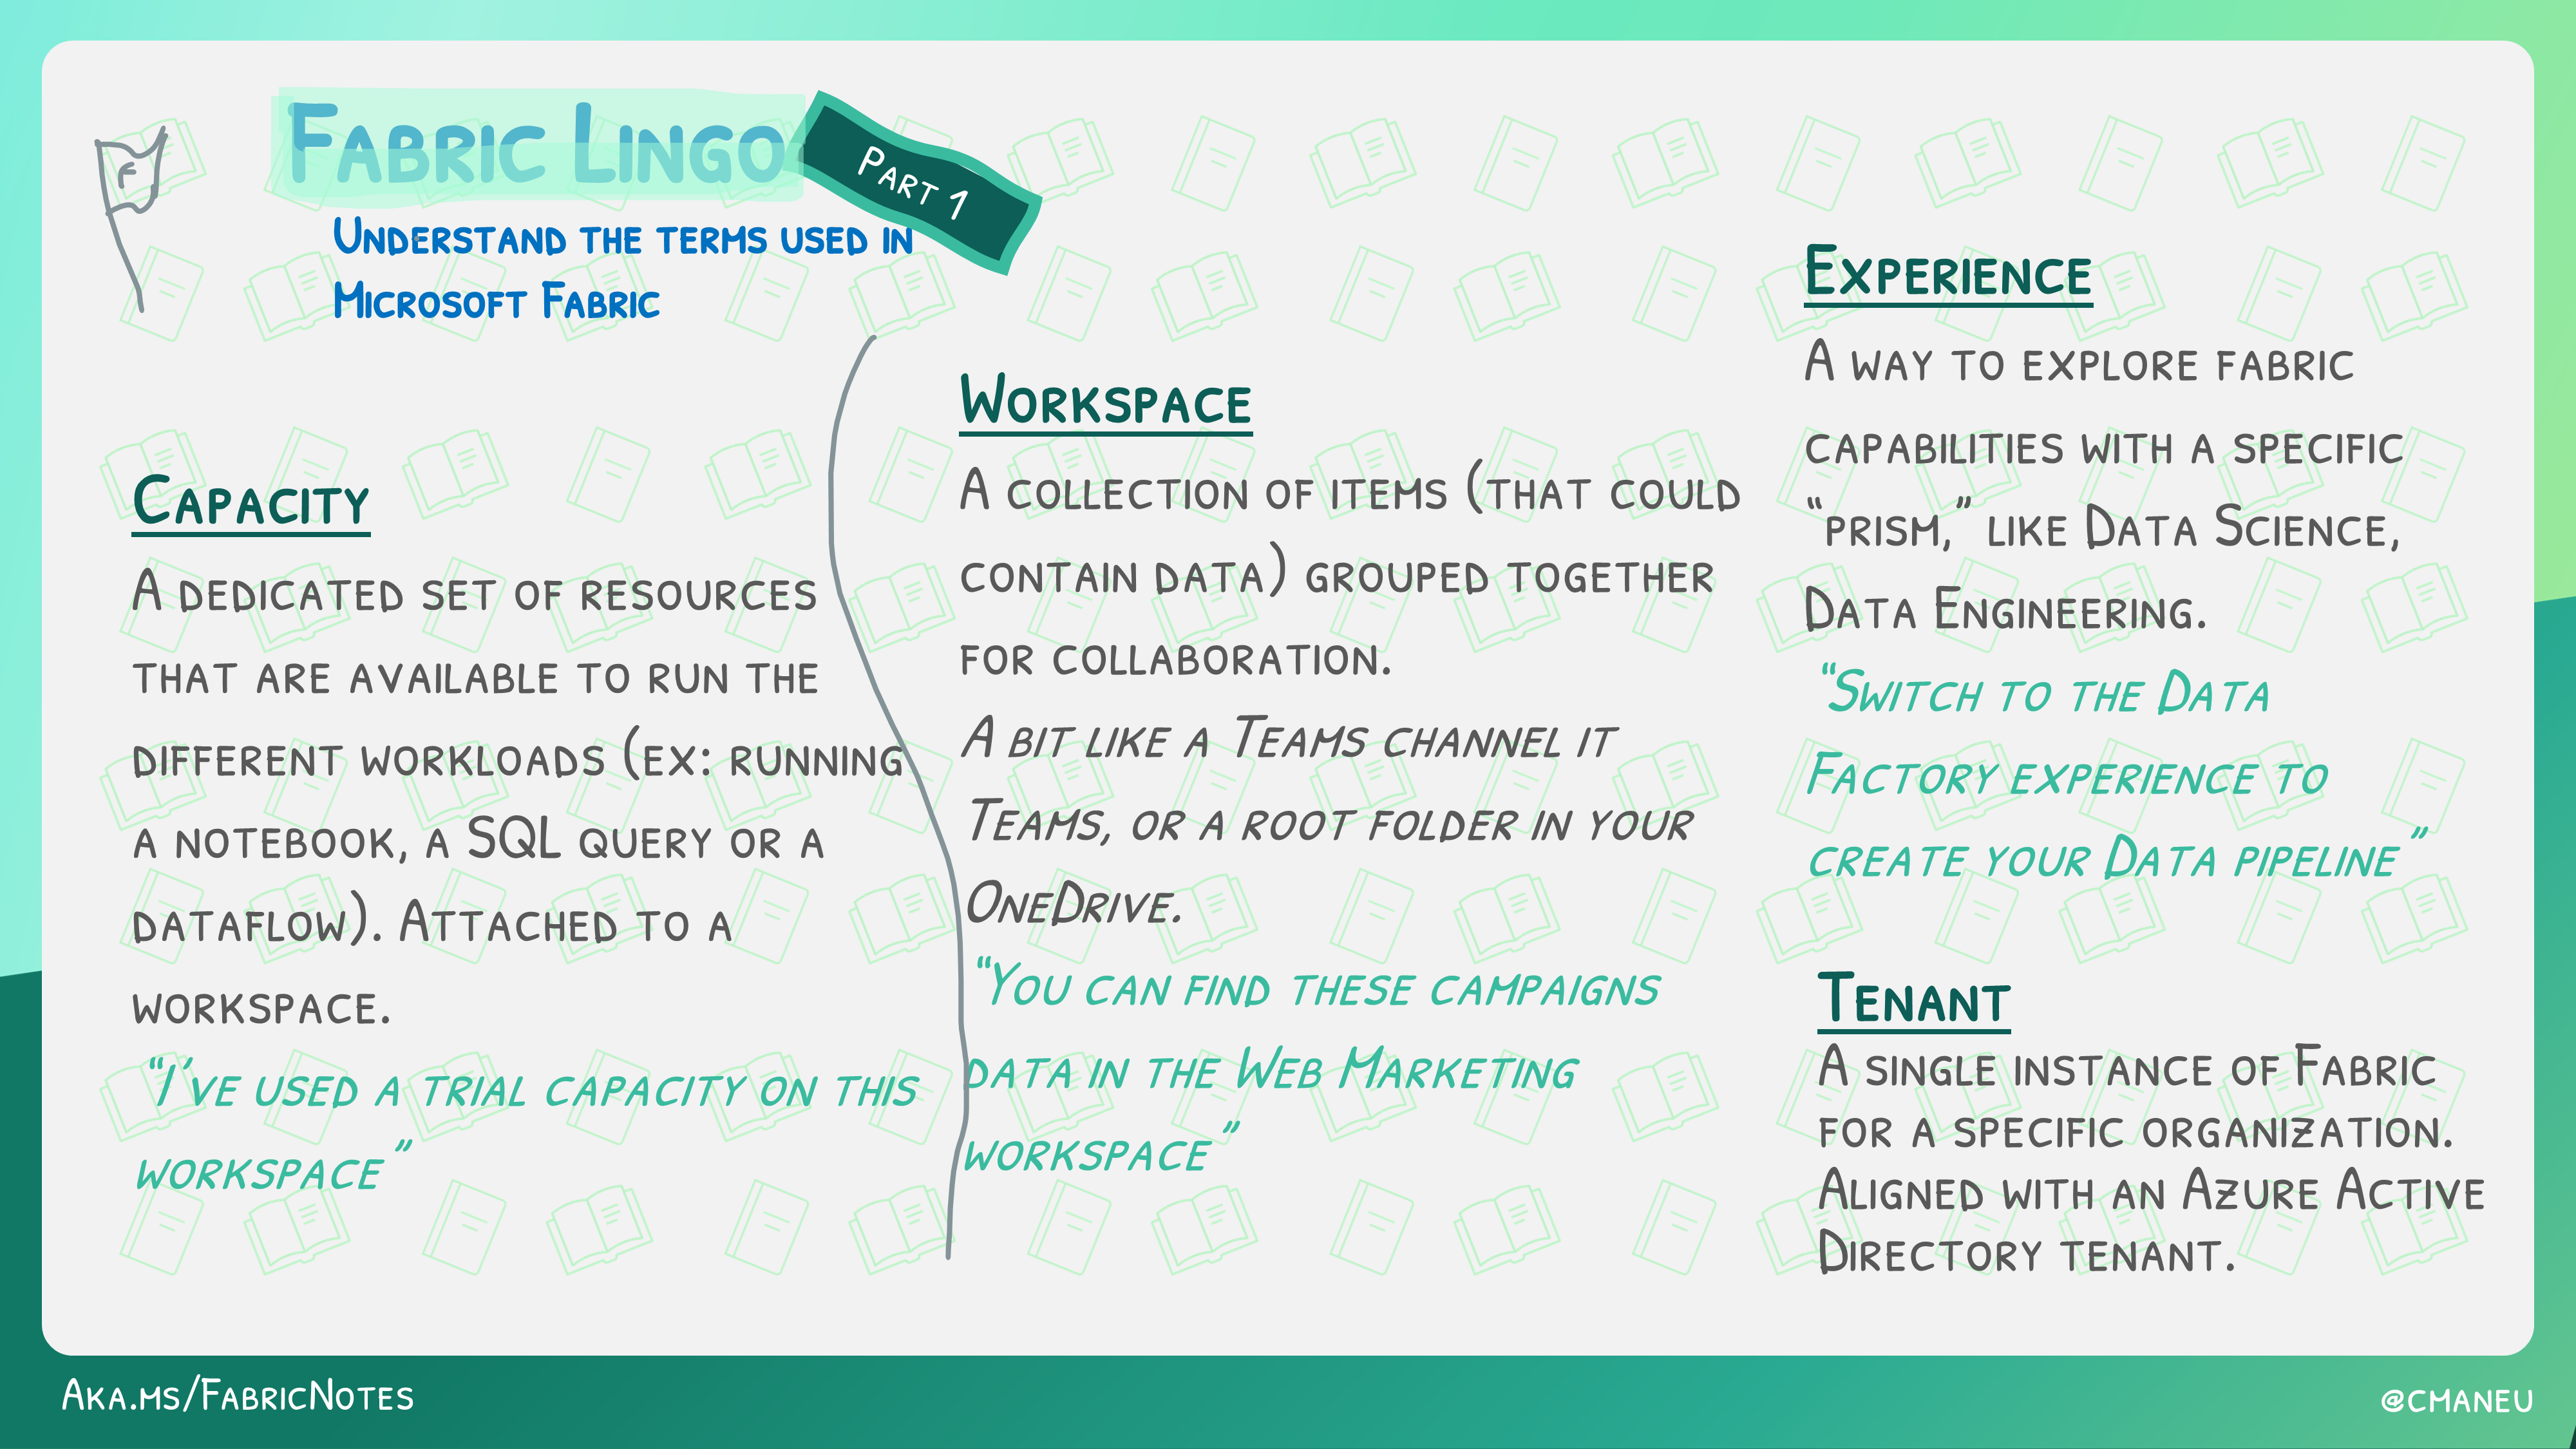 Fabric Lingo
Part 1
Understand the terms used in
Microsoft Fabric
F
Capacity
A dedicated set of resources
that are available to run the
different workloads (ex: running
a notebook, a SQL query or a
dataflow). Attached to a
workspace.
“I’ve used a trial capacity on this
workspace”
Workspace
A collection of items (that could
contain data) grouped together
for collaboration.
A bit like a Teams channel it
Teams, or a root folder in your
OneDrive.
“You can find these campaigns
data in the Web Marketing
workspace”
Experience
A way to explore fabric
capabilities with a specific
“prism,” like Data Science,
Data Engineering.
“Switch to the Data
Factory experience to
create your Data pipeline”
Tenant
A single instance of Fabric
for a specific organization.
Aligned with an Azure Active
Directory tenant.
Aka.ms/FabricNotes
@cmaneu